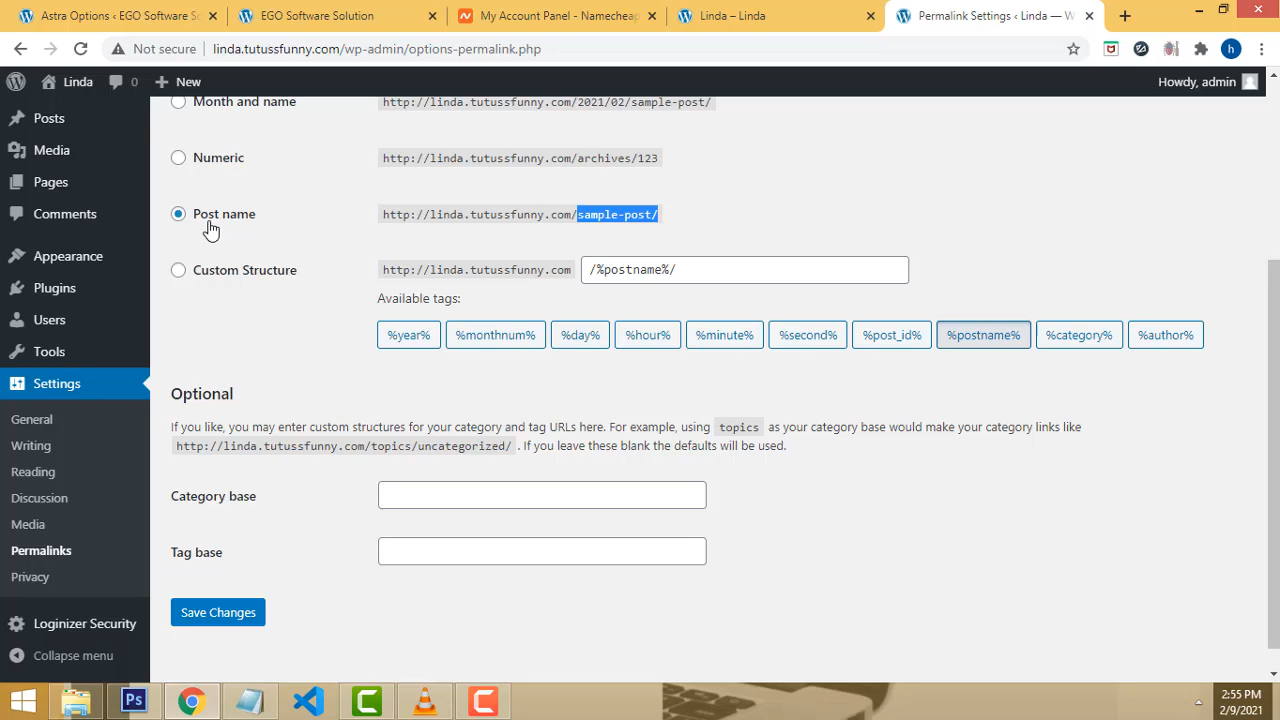 Astra Options ‹ EGO Software Sc
EGO Software Solution
My Account Panel - Namecheap
Linda – Linda
Permalink Settings ‹ Linda — W
Not secure
linda.tutussfunny.com/wp-admin/options-permalink.php
Linda
0
New
Howdy, admin
Posts
Media
Pages
Comments
Appearance
Plugins
Users
Tools
Settings
General
Writing
Reading
Discussion
Media
Permalinks
Privacy
Loginizer Security
Collapse menu
Month and name
http://linda.tutussfunny.com/2021/02/sample-post/
Numeric
http://linda.tutussfunny.com/archives/123
Post name
http://linda.tutussfunny.com/sample-post/
Custom Structure
http://linda.tutussfunny.com
/%postname%/
Available tags:
%year%
%monthnum%
%day%
%hour%
%minute%
%second%
%post_id%
%postname%
%category%
%author%
Optional
If you like, you may enter custom structures for your category and tag URLs here. For example, using topics as your category base would make your category links like
http://linda.tutussfunny.com/topics/uncategorized/ . If you leave these blank the defaults will be used.
Category base
Tag base
Save Changes
Ps
2:55 PM
2/9/2021